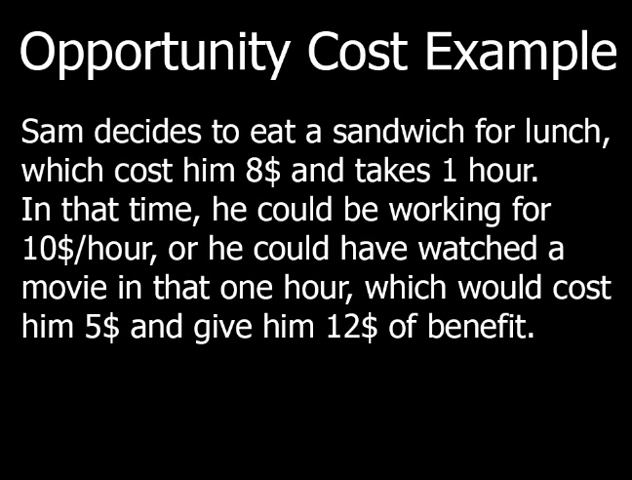 Opportunity Cost Example
Sam decides to eat a sandwich for lunch,
which cost him 8$ and takes 1 hour.
In that time, he could be working for
10$/hour, or he could have watched a
movie in that one hour, which would cost
him 5$ and give him 12$ of benefit.